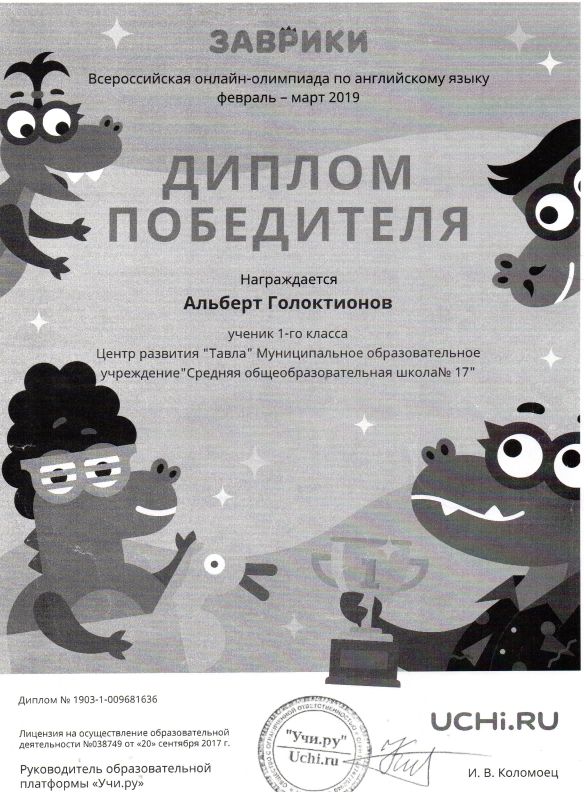 ЗАВРИКИ
Всероссийская онлайн-олимпиада по английскому языку
февраль – март 2019
ДИПЛОМ
ПОБЕДИТЕЛЯ
Награждается
Альберт Голоктионов
ученик 1-го класса
Центр развития "Тавла" Муниципальное образовательное
учреждение"Средняя общеобразовательная школа№ 17"
1
Диплом № 1903-1-009681636
UCHi.RU
Лицензия на осуществление образовательной
деятельности №038749 от «20» сентября 2017 г.
"Учи.ру"
Uchi.ru
Руководитель образовательной
платформы «Учи.ру»
И. В. Коломоец